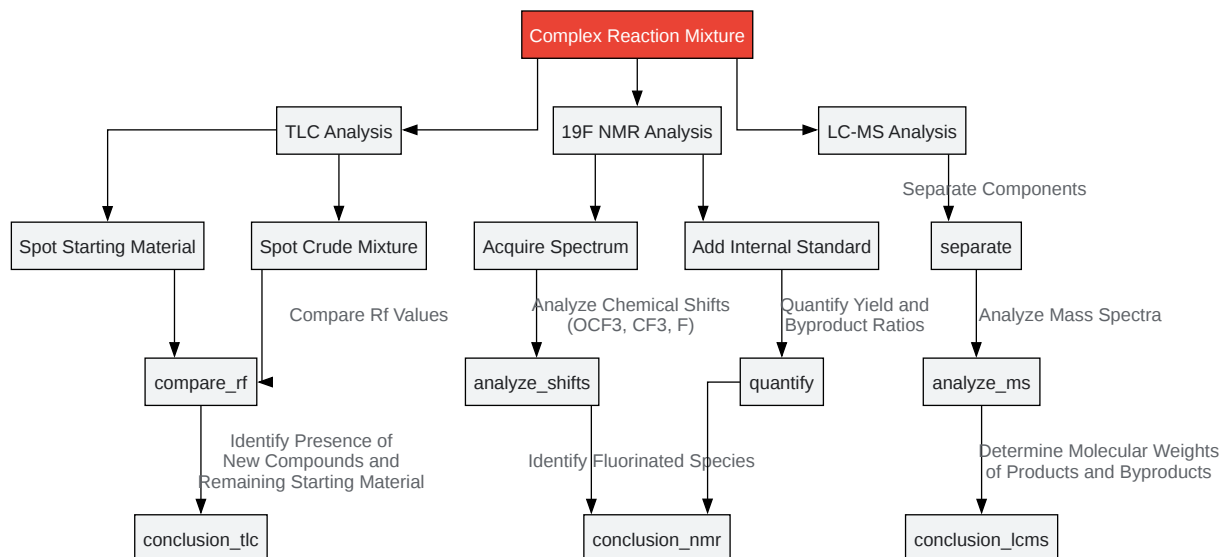 Complex Reaction Mixture
TLC Analysis
19F NMR Analysis
LC-MS Analysis
Separate Components
Spot Starting Material
Spot Crude Mixture
Acquire Spectrum
Add Internal Standard
separate
Compare Rf Values
Analyze Chemical Shifts
(OCF3, CF3, F)
Quantify Yield and
Byproduct Ratios
Analyze Mass Spectra
compare_rf
analyze_shifts
quantify
analyze_ms
Identify Presence of
New Compounds and
Remaining Starting Material
Identify Fluorinated Species
Determine Molecular Weights
of Products and Byproducts
conclusion_tlc
conclusion_nmr
conclusion_lcms